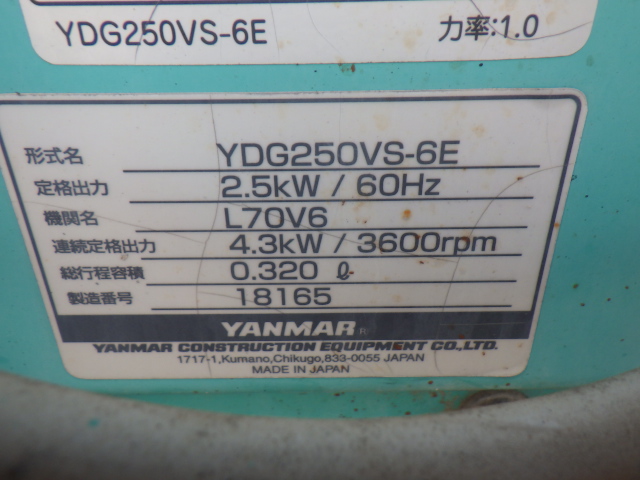 YDG250VS-6E 力率:1.0
形式名 YDG250VS-6E
定格出力 2.5kW / 60Hz
機関名 L70V6
連続定格出力 4.3kW / 3600rpm
総行程容積 0.320 ℓ
製造番号 18165
YANMAR®
YANMAR CONSTRUCTION EQUIPMENT CO.,LTD.
1717-1,Kumano,Chikugo,833-0055 JAPAN
MADE IN JAPAN